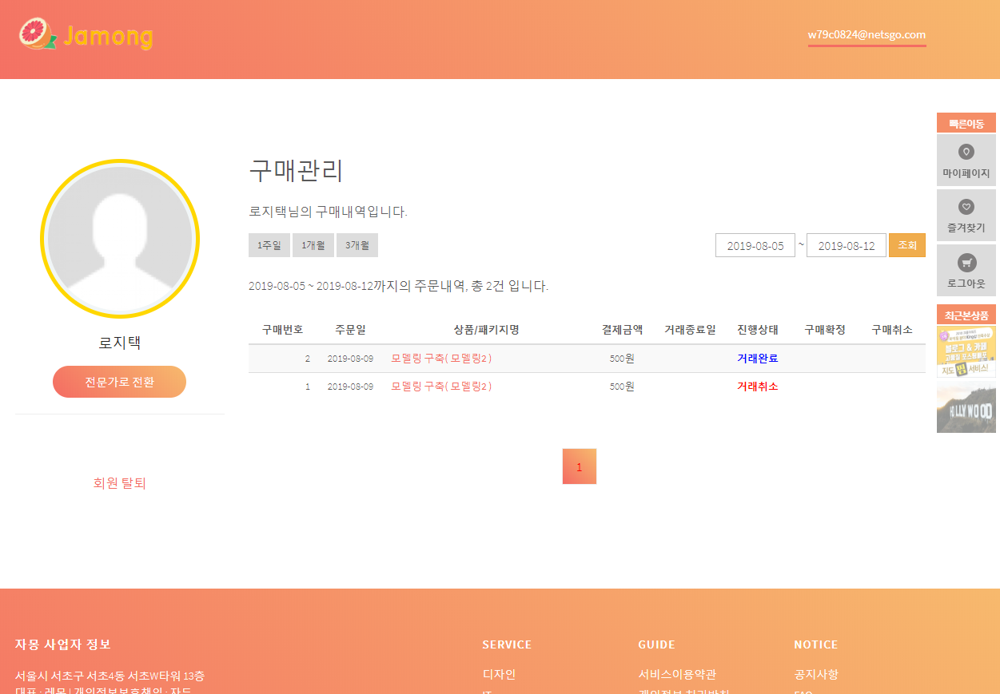 Jamong
w79c0824@netsgo.com
빠른이동
마이페이지
즐겨찾기
로그아웃
최근본상품
블로그 & 카페
지도 맵 서비스!
HOLLYWOOD
로지택
전문가로 전환
회원 탈퇴
구매관리
로지택님의 구매내역입니다.
1주일 1개월 3개월 2019-08-05 ~ 2019-08-12 조회
2019-08-05 ~ 2019-08-12까지의 주문내역, 총 2건 입니다.
구매번호 주문일 상품/패키지명 결제금액 거래종료일 진행상태 구매확정 구매취소
2 2019-08-09 모델링 구축( 모델링2 ) 500원 거래완료
1 2019-08-09 모델링 구축( 모델링2 ) 500원 거래취소
1
자몽 사업자 정보 SERVICE GUIDE NOTICE
서울시 서초구 서초4동 서초W타워 13층 디자인 서비스이용약관 공지사항
대표 : 레몬 | 개인정보보호책임 : 자두 IT 개인정보 처리방침 FAQ